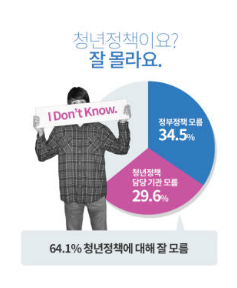 청년정책이요?
잘 몰라요.
I Don't Know.
정부정책 모름
34.5%
청년정책
담당 기관 모름
29.6%
64.1% 청년정책에 대해 잘 모름